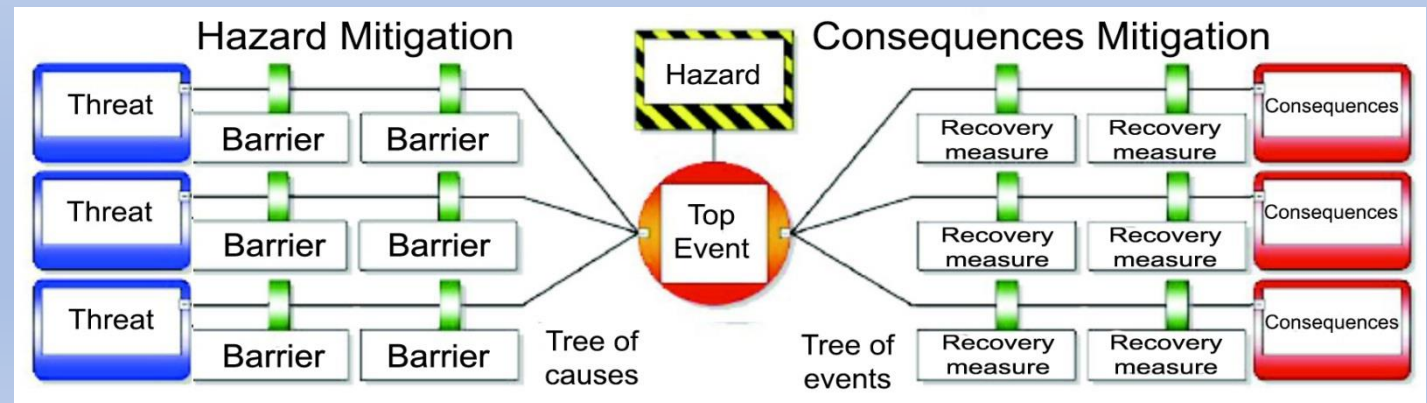 Hazard Mitigation
Hazard
Consequences Mitigation
Threat
Barrier
Barrier
Recovery
measure
Recovery
measure
Consequences
Threat
Barrier
Barrier
Top
Event
Recovery
measure
Recovery
measure
Consequences
Threat
Barrier
Barrier
Tree of
causes
Tree of
events
Recovery
measure
Recovery
measure
Consequences